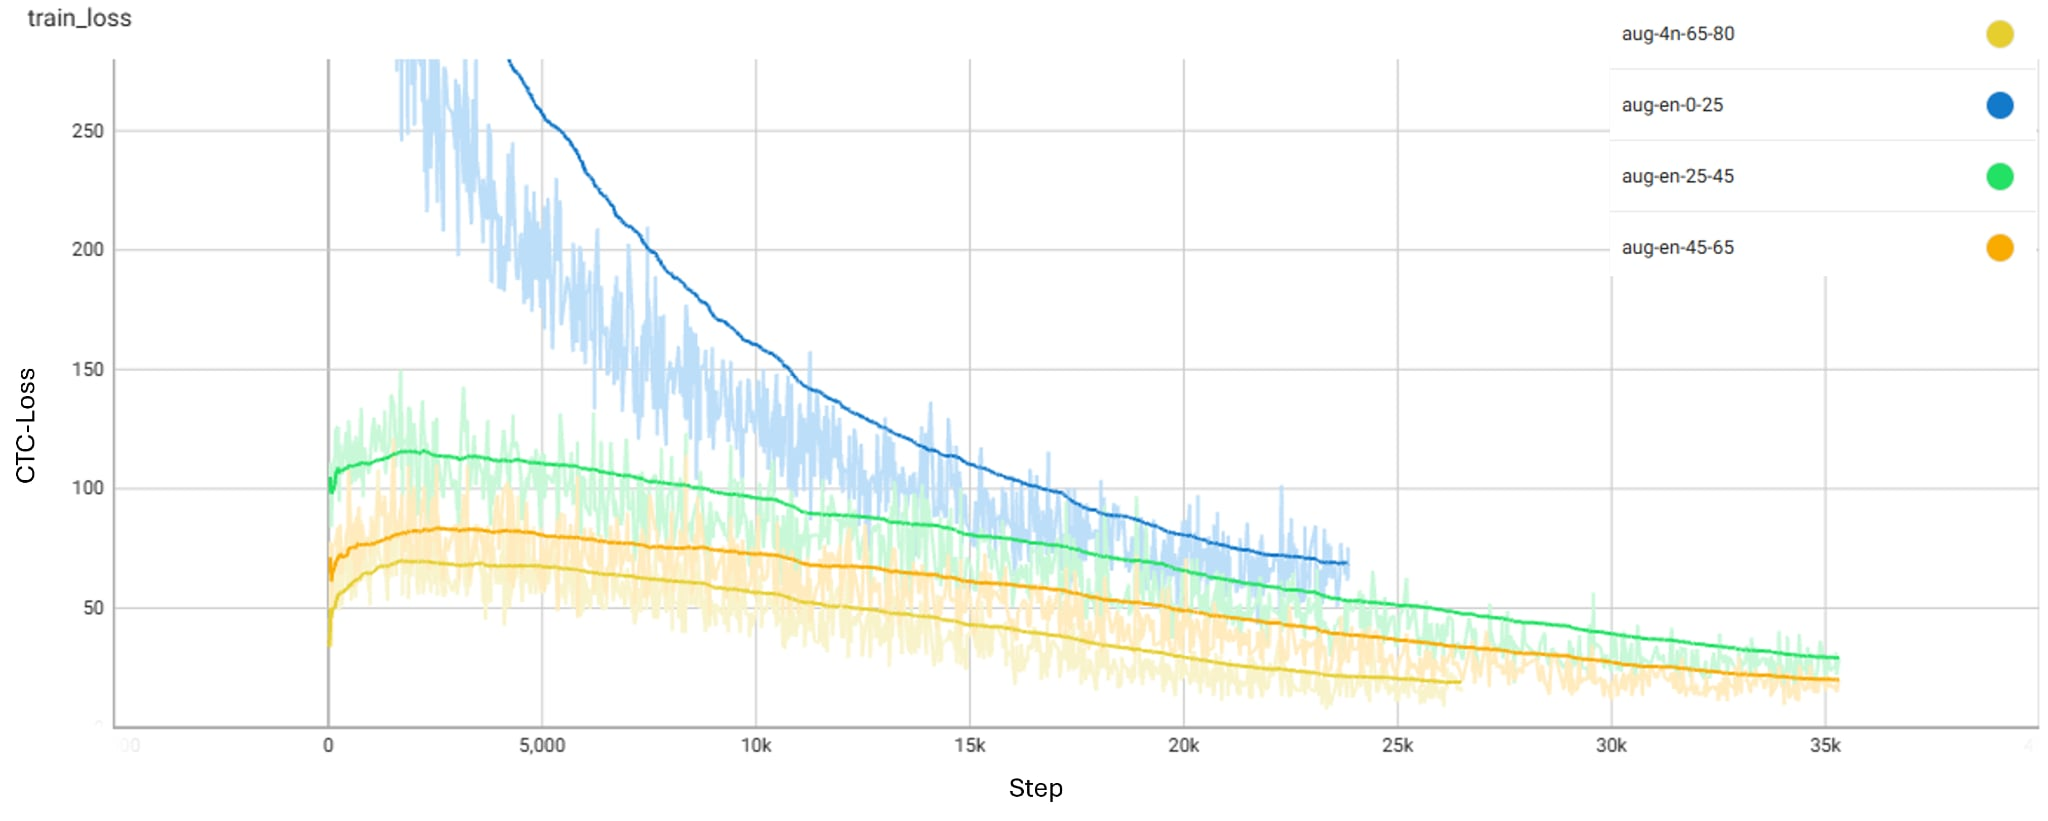 train_loss
aug-4n-65-80
aug-en-0-25
aug-en-25-45
aug-en-45-65
CTC-Loss
250
200
150
100
50
0
0 5,000 10k 15k 20k 25k 30k 35k
Step